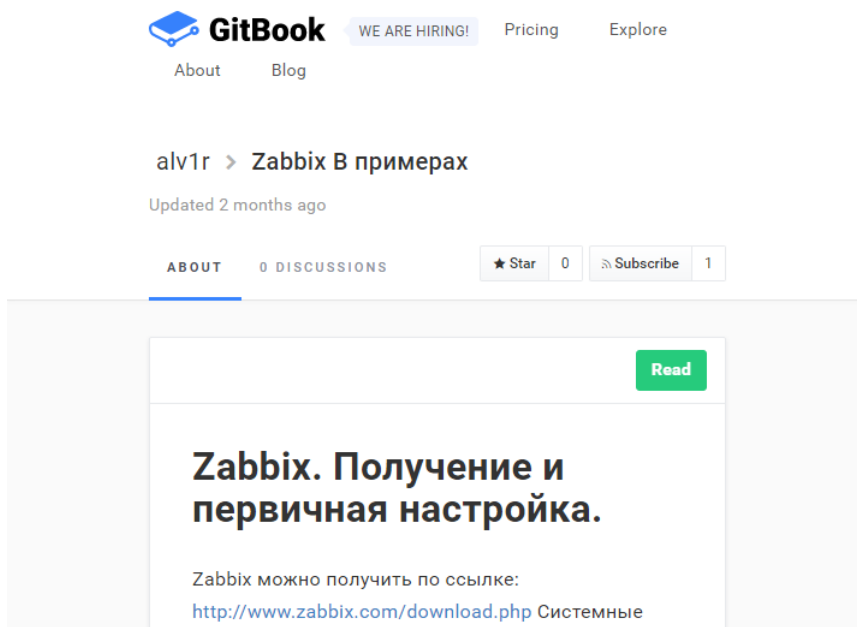 GitBook WE ARE HIRING! Pricing Explore
About Blog
alv1r > Zabbix В примерах
Updated 2 months ago
ABOUT 0 DISCUSSIONS Star 0 Subscribe 1
Read
Zabbix. Получение и
первичная настройка.
Zabbix можно получить по ссылке:
http://www.zabbix.com/download.php Системные